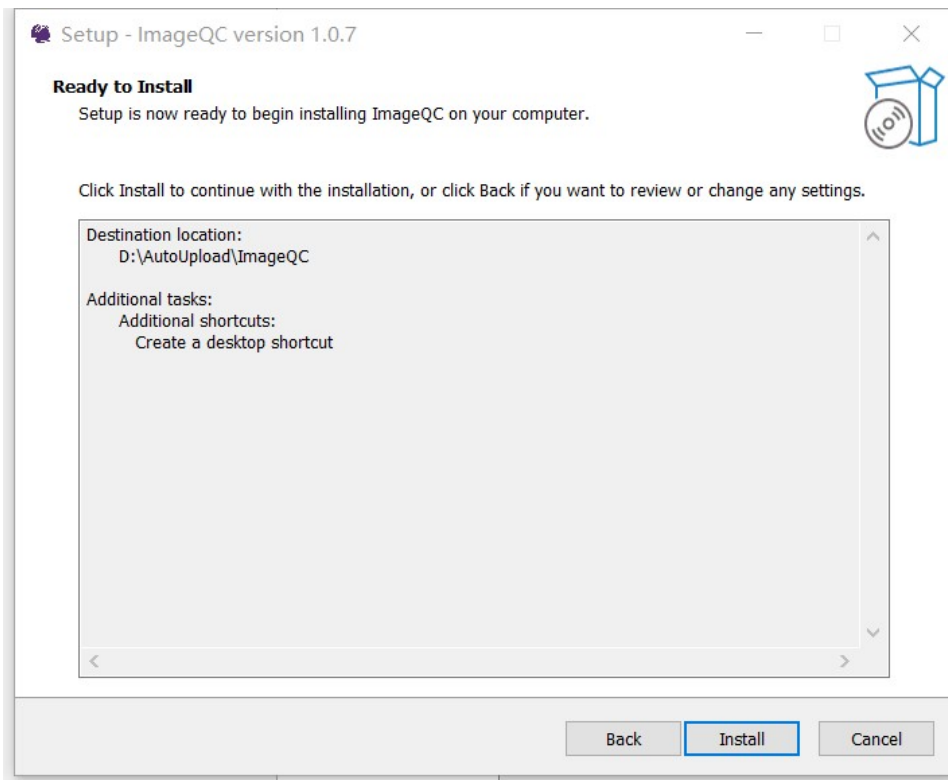 Setup - ImageQC version 1.0.7
Ready to Install
Setup is now ready to begin installing ImageQC on your computer.
Click Install to continue with the installation, or click Back if you want to review or change any settings.
Destination location:
D:\AutoUpload\ImageQC
Additional tasks:
Additional shortcuts:
Create a desktop shortcut
Back Install Cancel